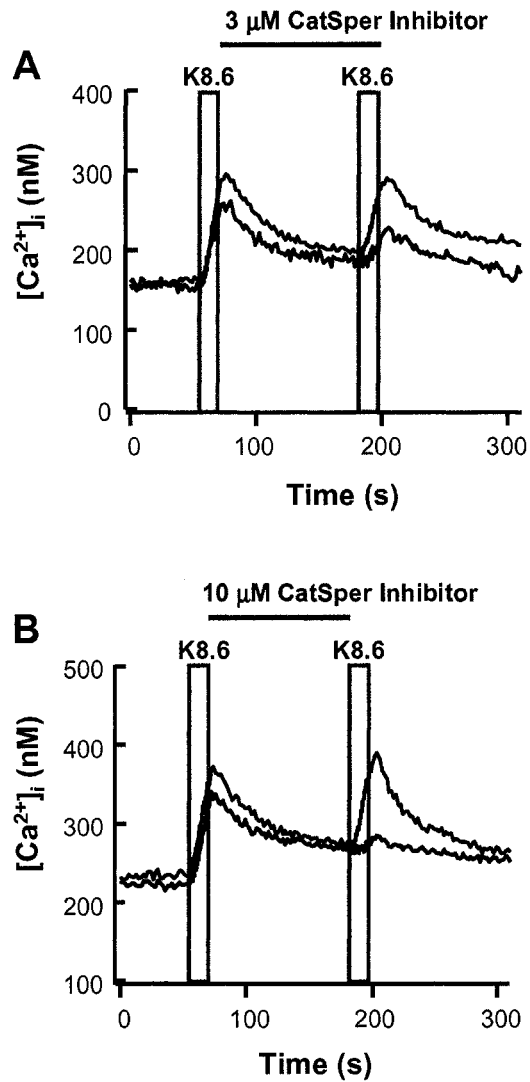 3 μM CatSper Inhibitor
A
K8.6 K8.6
400
300
200
100
0
[Ca²⁺]ᵢ (nM)
0 100 200 300
Time (s)
10 μM CatSper Inhibitor
B
K8.6 K8.6
500
400
300
200
100
[Ca²⁺]ᵢ (nM)
0 100 200 300
Time (s)